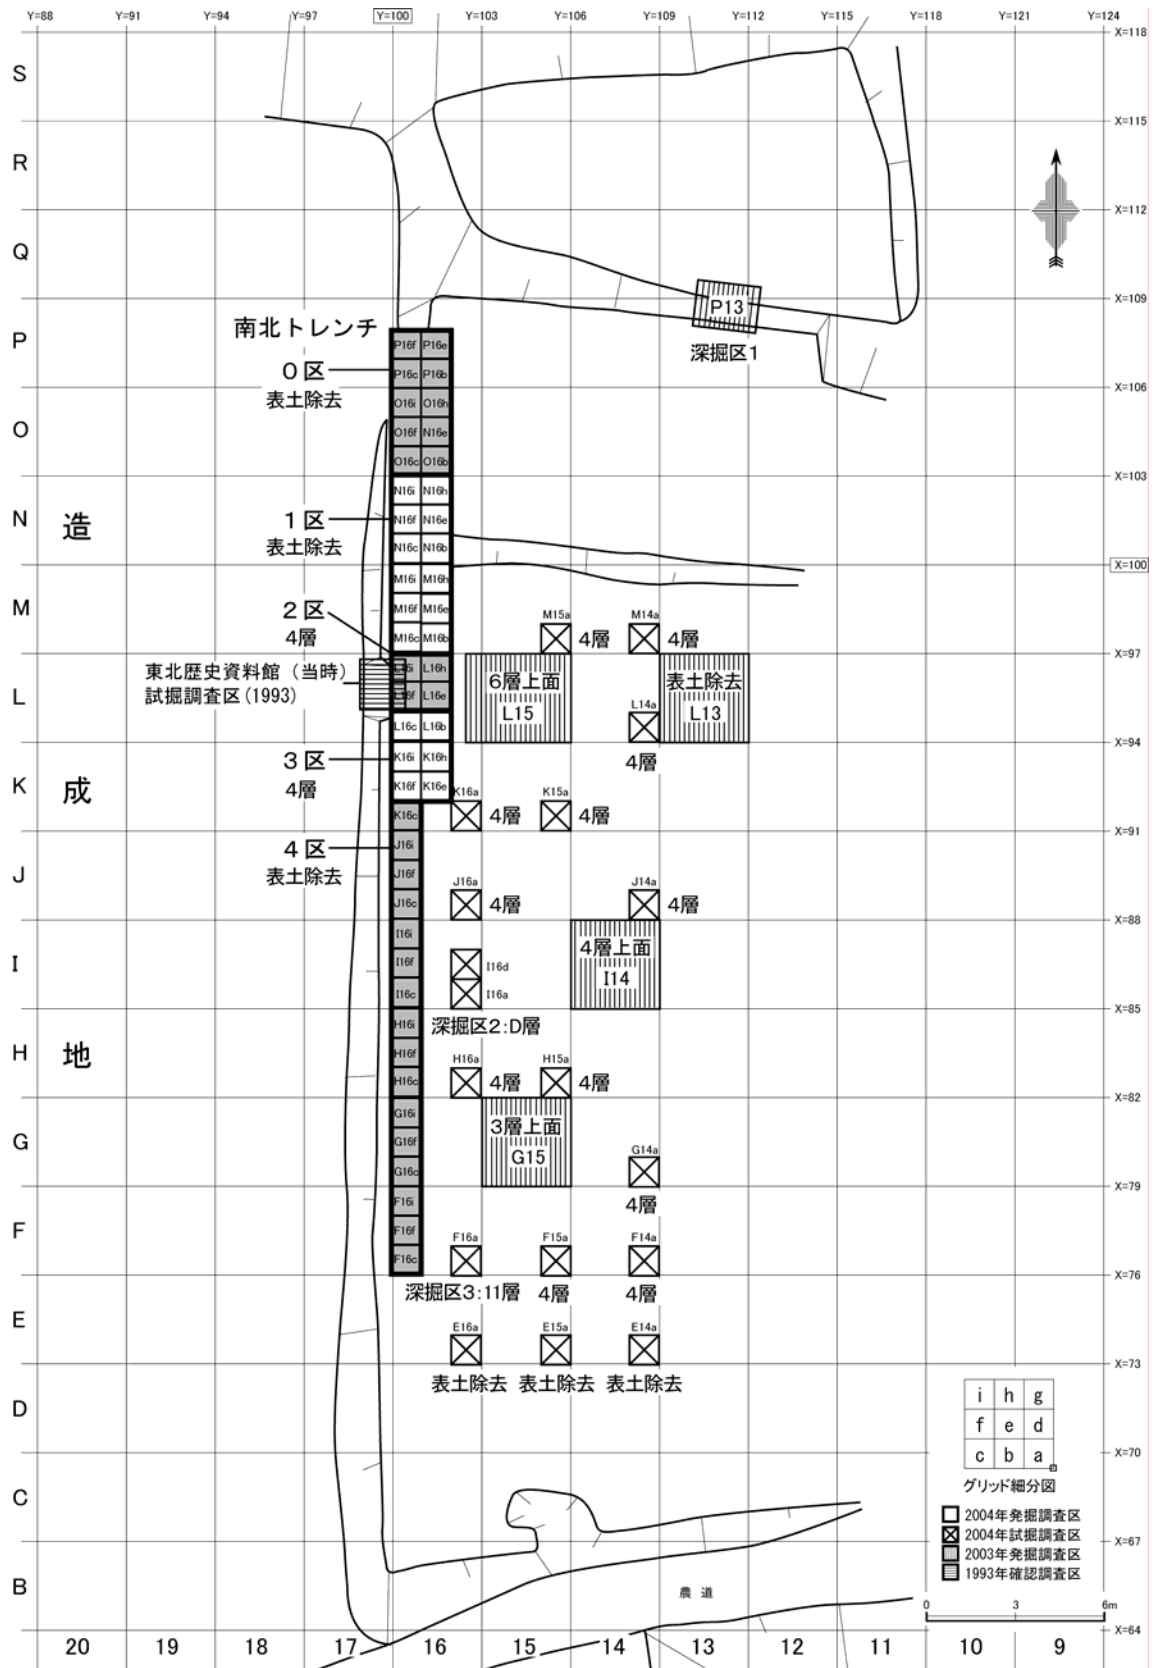 Y=88 Y=91 Y=94 Y=97 Y=100 Y=103 Y=106 Y=109 Y=112 Y=115 Y=118 Y=121 Y=124
X=118
S
X=115
R
X=112
Q
X=109
P13
南北トレンチ
P
P16f P16e
深掘区1
0区
P16c P16b
X=106
表土除去
O16i O16h
O
O16f N16e
O16c O16b
X=103
N16i N16h
造
N
1区
N16f N16e
表土除去
N16c N16b
X=100
M16i M16h
M
2区
M16f M16e
M15a M14a
4層
M16c M16b
4層 4層
X=97
東北歴史資料館（当時）
試掘調査区(1993)
L16i L16h
6層上面
表土除去
L
L16f L16e
L15
L14a
L13
L16c L16b
X=94
3区
K16i K16h
4層
K
成
4層
K16f K16e
K16a K15a
K16c
4層 4層
X=91
4区
J16i
表土除去
J
J16f
J16a J14a
J16c
4層 4層
X=88
I16i
4層上面
I
I16f
I16d
I14
I16c
I16a
X=85
H16i
深掘区2:D層
H
地
H16f
H16a H15a
H16c
4層 4層
X=82
G16i
3層上面
G
G16f
G15
G14a
G16c
X=79
F16i
4層
F
F16f
F16a F15a F14a
F16c
X=76
深掘区3:11層 4層 4層
E
E16a E15a E14a
X=73
表土除去 表土除去 表土除去
D
i h g
f e d
c b a
X=70
グリッド細分図
C
2004年発掘調査区
2004年試掘調査区
X=67
2003年発掘調査区
1993年確認調査区
B
農道
0 3 6m
X=64
20 19 18 17 16 15 14 13 12 11 10 9